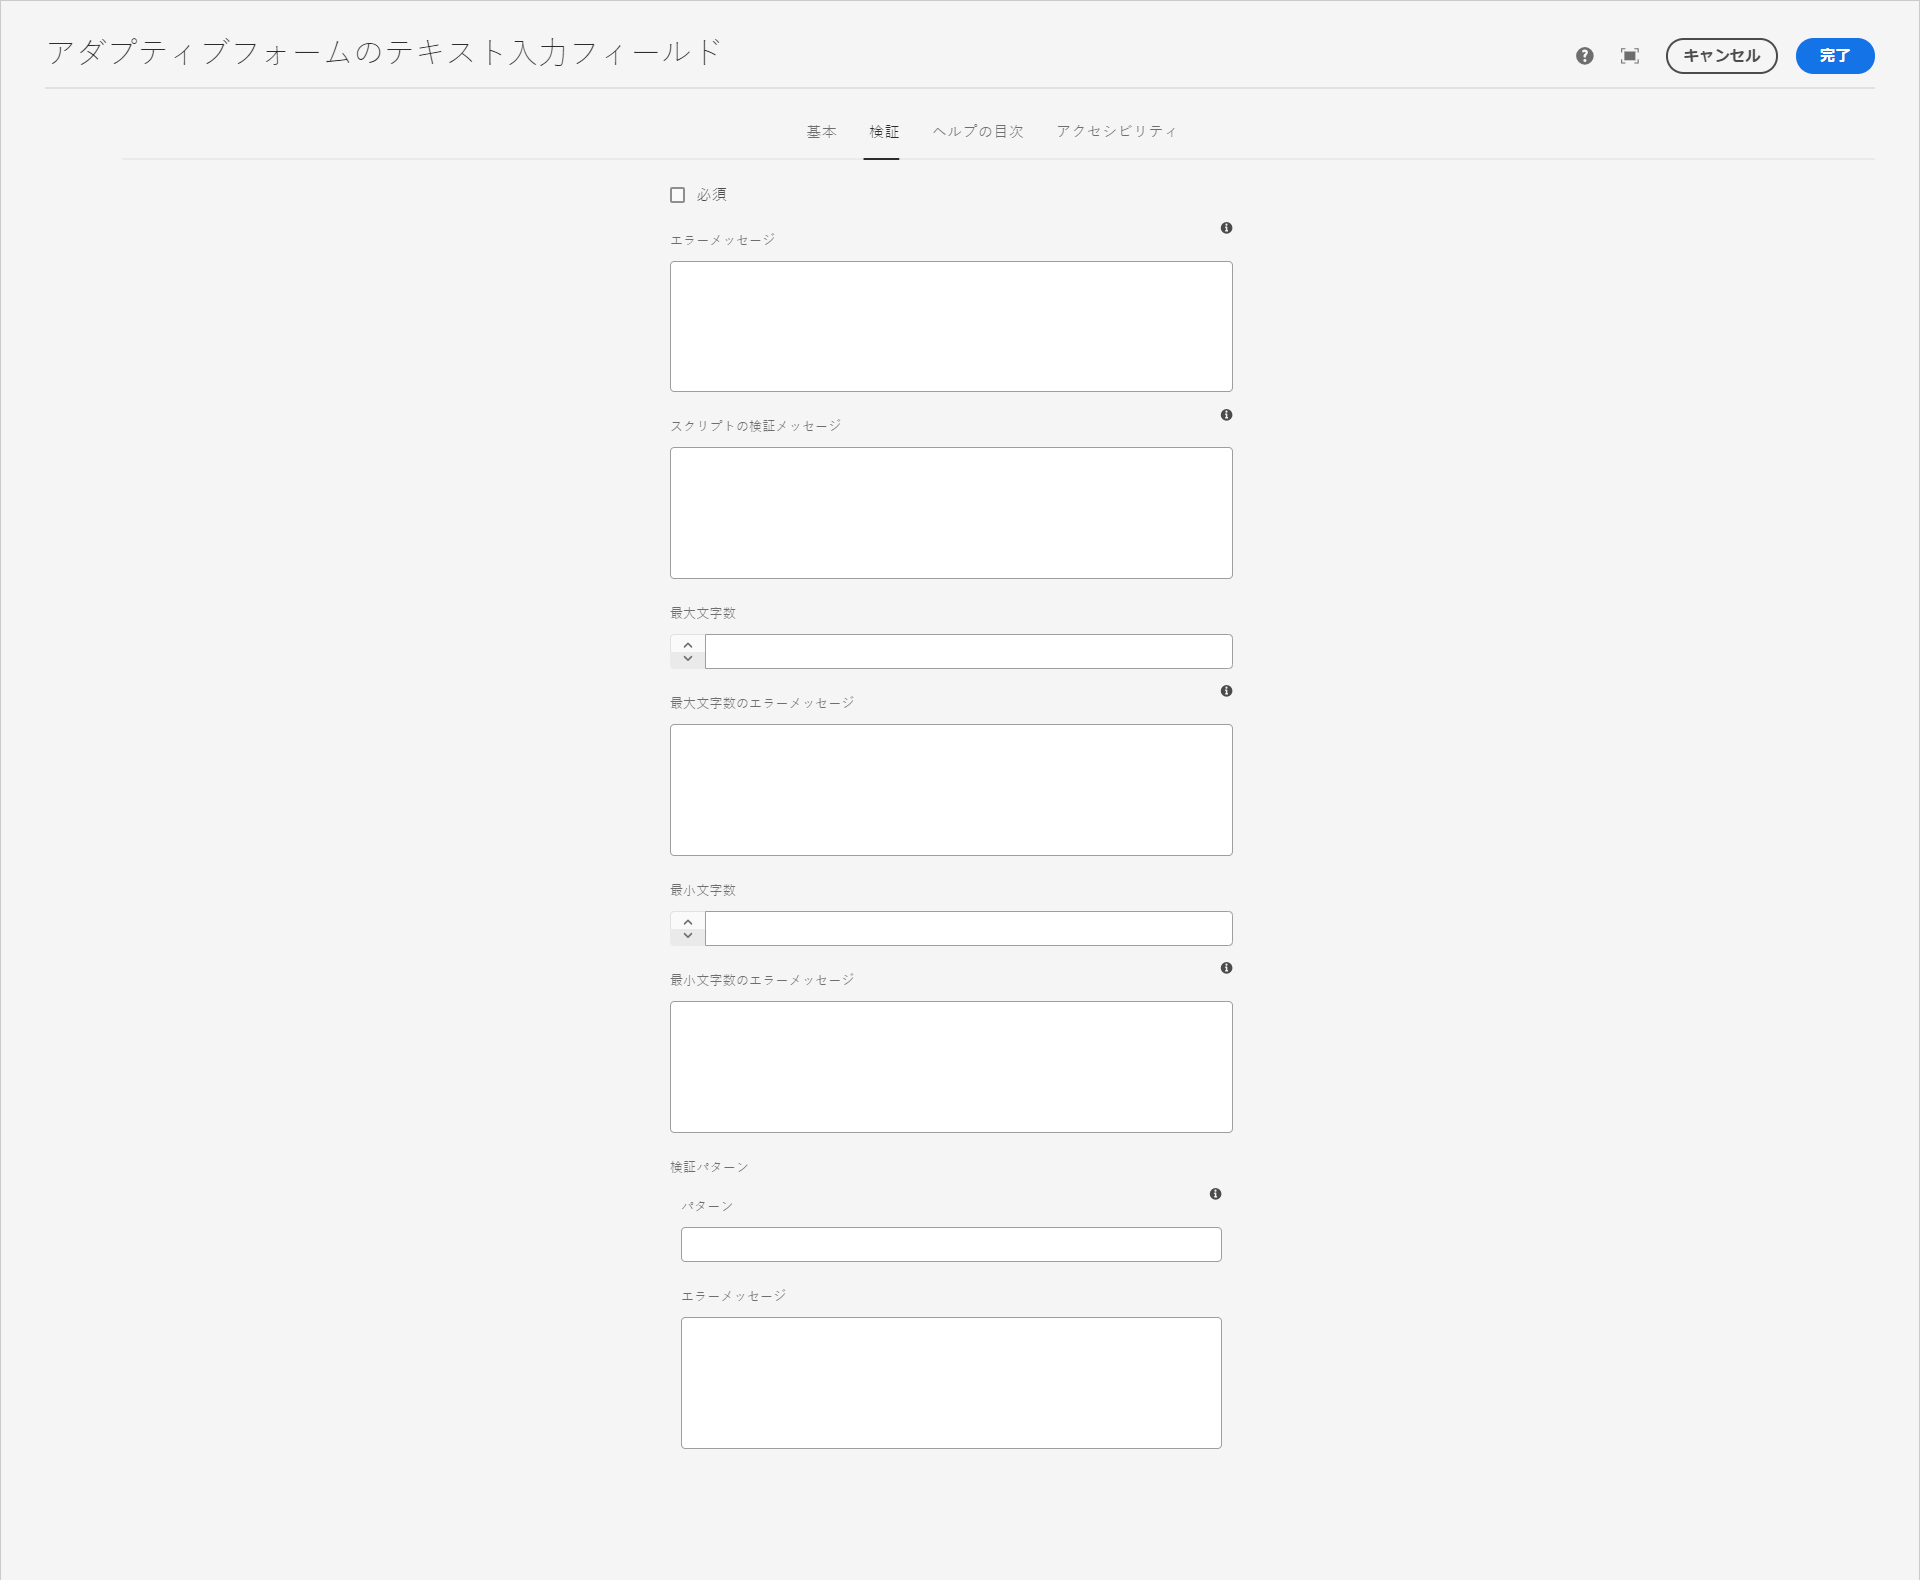 アダプティブフォームのテキスト入力フィールド
キャンセル
完了
基本
検証
ヘルプの目次
アクセシビリティ
必須
エラーメッセージ
スクリプトの検証メッセージ
最大文字数
最大文字数のエラーメッセージ
最小文字数
最小文字数のエラーメッセージ
検証パターン
パターン
エラーメッセージ